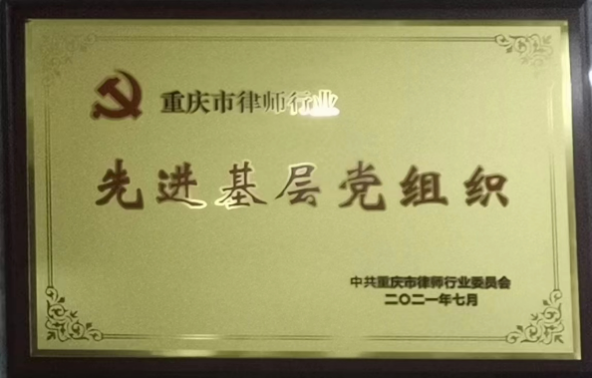 重庆市律师行业
先进基层党组织
中共重庆市律师行业委员会
二〇二一年七月